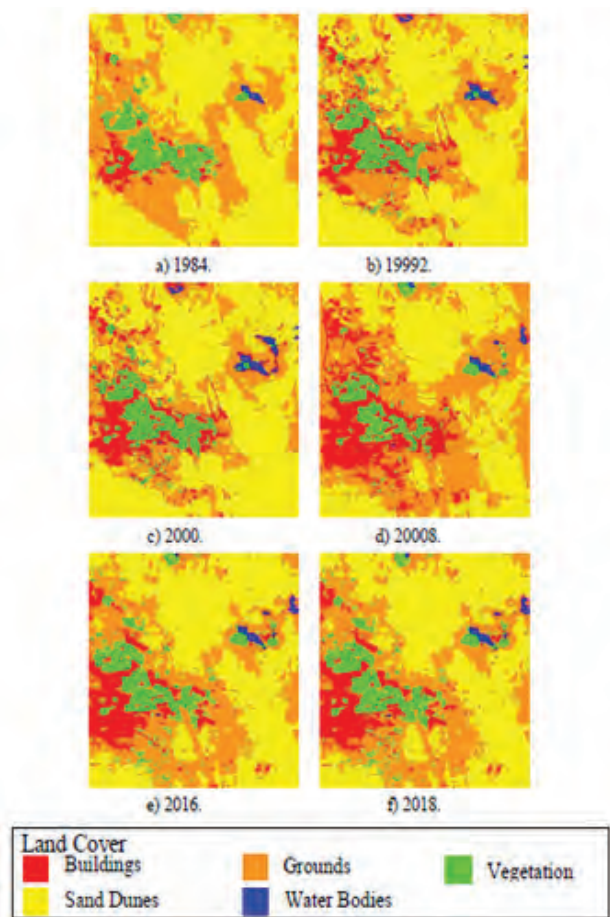 a) 1984.
b) 19992.
c) 2000.
d) 20008.
e) 2016.
f) 2018.
Land Cover
Buildings
Grounds
Vegetation
Sand Dunes
Water Bodies